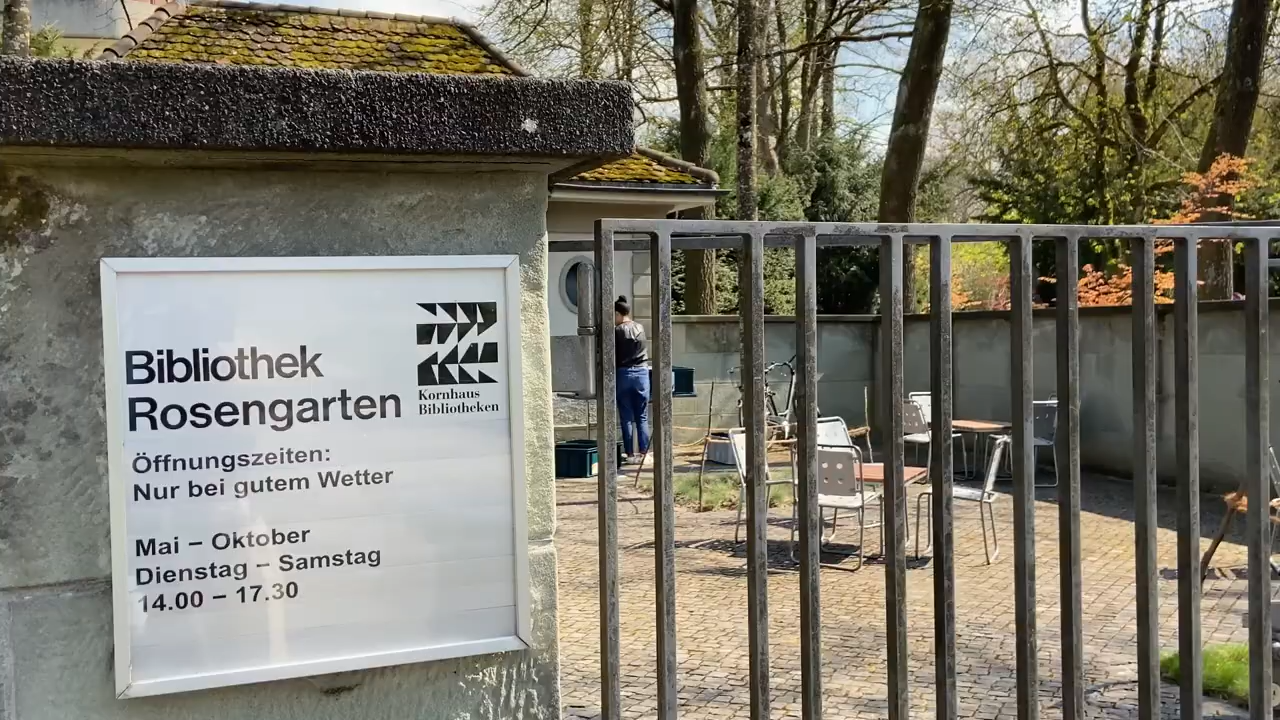 Bibliothek
Rosengarten
Kornhaus
Bibliotheken
Öffnungszeiten:
Nur bei gutem Wetter
Mai – Oktober
Dienstag – Samstag
14.00 – 17.30